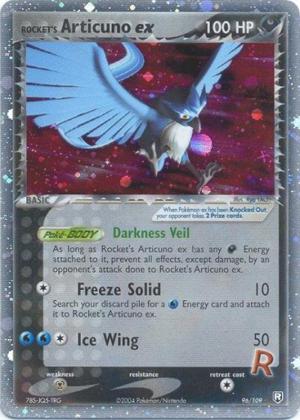 ROCKET'S Articuno ex 100 HP
BASIC
When Pokémon-ex has been Knocked Out,
your opponent takes 2 Prize cards.
Poké-BODY Darkness Veil
As long as Rocket's Articuno ex has any Energy
attached to it, prevent all effects, except damage, by an
opponent's attack done to Rocket's Articuno ex.
Freeze Solid 10
Search your discard pile for a Energy card and attach it to
Ice Wing 50
weakness resistance retreat cost
R
785-JQ5-TRG ©2004 Pokémon/Nintendo 96/109 R